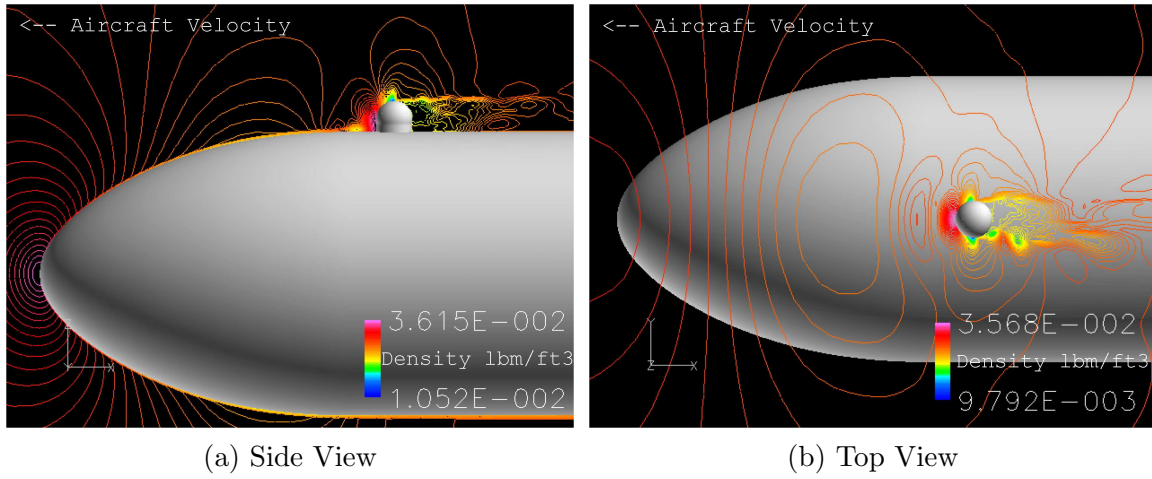 <-- Aircraft Velocity
3.615E-002
Density lbm/ft3
1.052E-002
X
(a) Side View
<-- Aircraft Velocity
Y
Z
X
3.568E-002
Density lbm/ft3
9.792E-003
(b) Top View